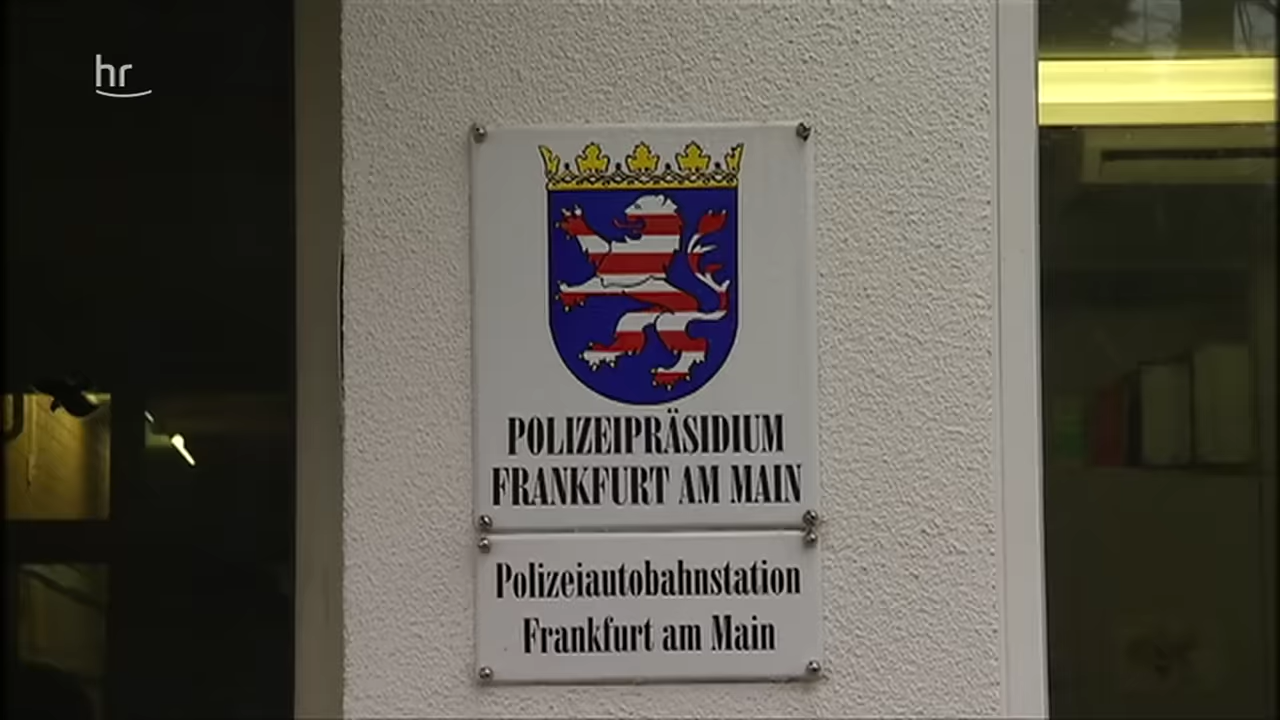 hr
POLIZEIPRÄSIDIUM
FRANKFURT AM MAIN
Polizeiautobahnstation
Frankfurt am Main